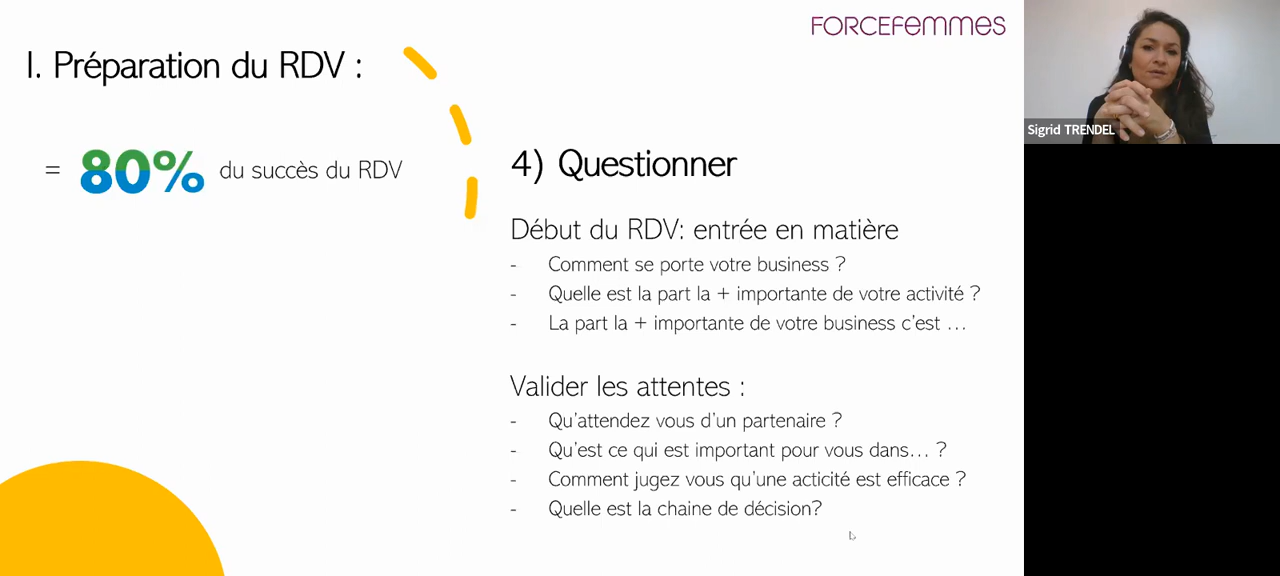 FORCEFEMMES
I. Préparation du RDV :
= 80% du succès du RDV
4) Questionner
Début du RDV: entrée en matière
- Comment se porte votre business ?
- Quelle est la part la + importante de votre activité ?
- La part la + importante de votre business c'est ...
Valider les attentes :
- Qu'attendez vous d'un partenaire ?
- Qu'est ce qui est important pour vous dans... ?
- Comment jugez vous qu'une acticité est efficace ?
- Quelle est la chaine de décision?
Sigrid TRENDEL